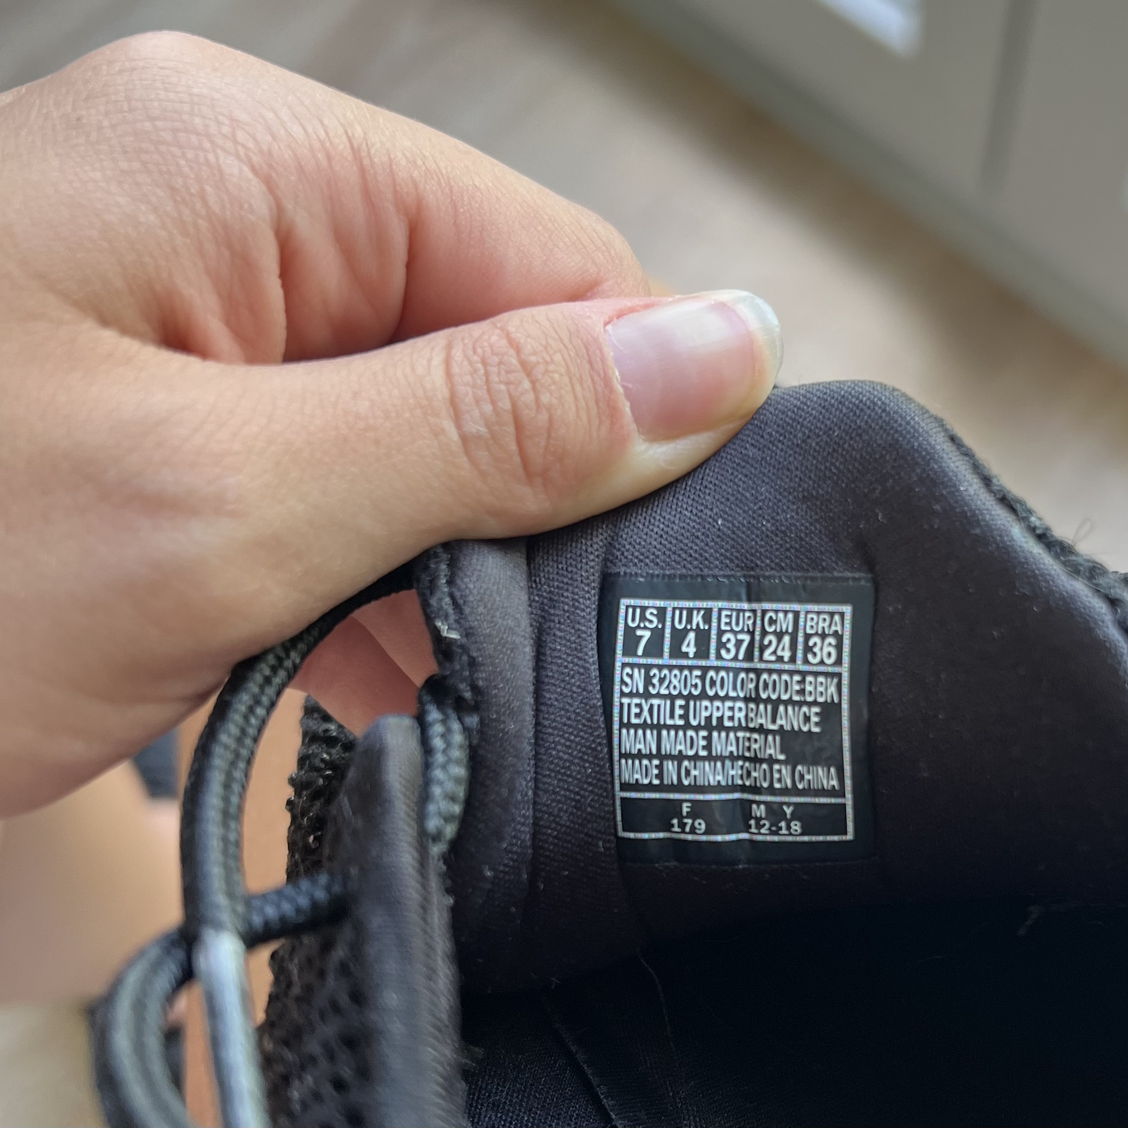 U.S. U.K. EUR CM BRA
7 4 37 24 36
SN 32805 COLOR CODE:BBK
TEXTILE UPPER BALANCE
MAN MADE MATERIAL
MADE IN CHINA/HECHO EN CHINA
F M Y
179 12-18